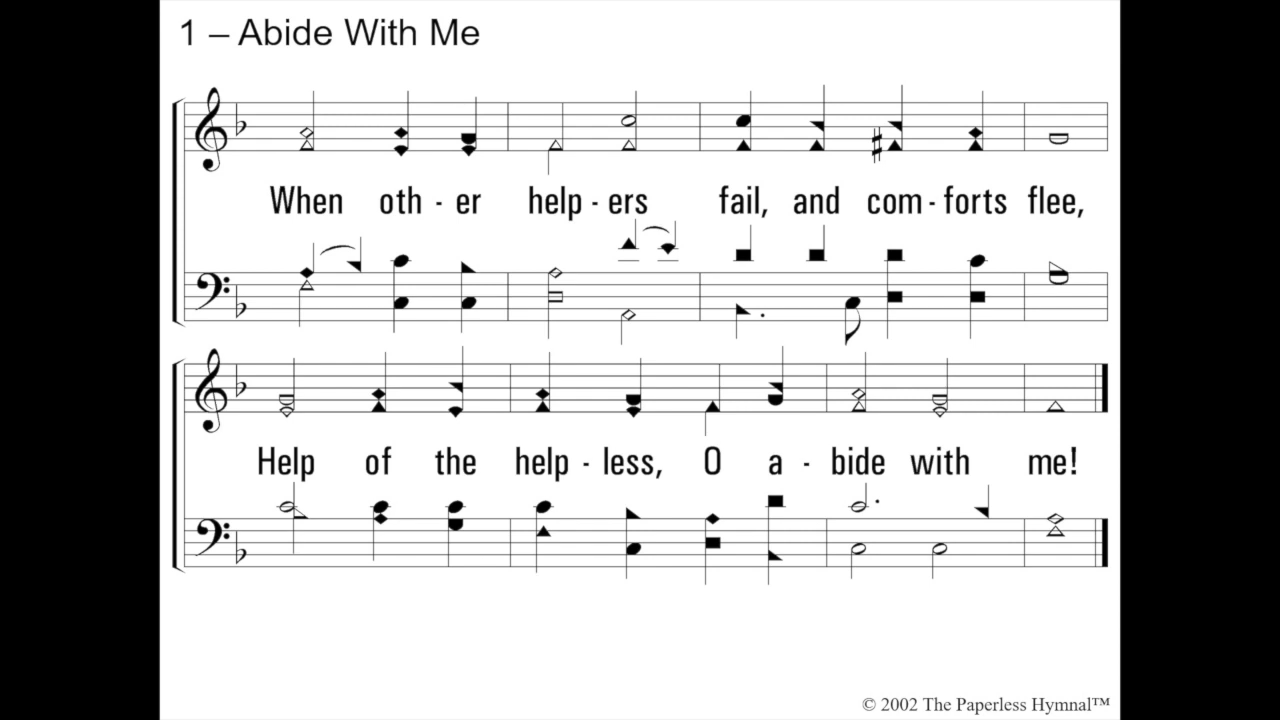 1 – Abide With Me
When oth - er help - ers fail, and com - forts flee,
Help of the help - less, O a - bide with me!
© 2002 The Paperless Hymnal™